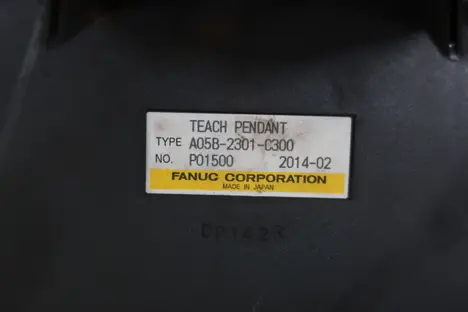 TEACH PENDANT
TYPE A05B-2301-C300
NO. P01500 2014-02
FANUC CORPORATION
MADE IN JAPAN